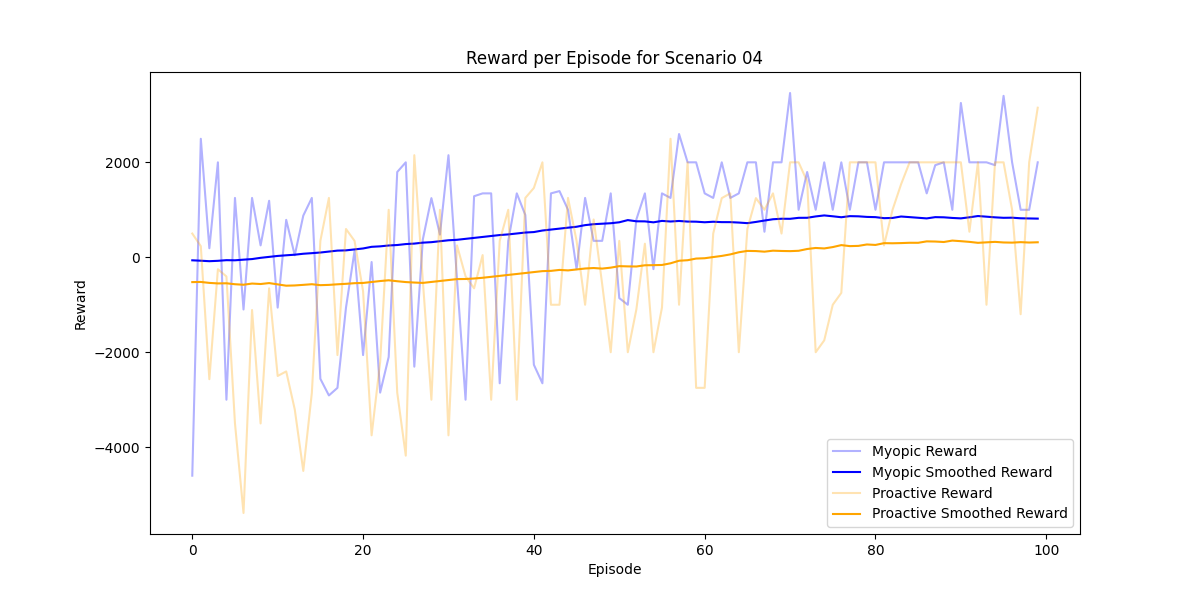 Reward per Episode for Scenario 04
Reward
2000
0
−2000
−4000
0 20 40 60 80 100
Episode
Myopic Reward
Myopic Smoothed Reward
Proactive Reward
Proactive Smoothed Reward